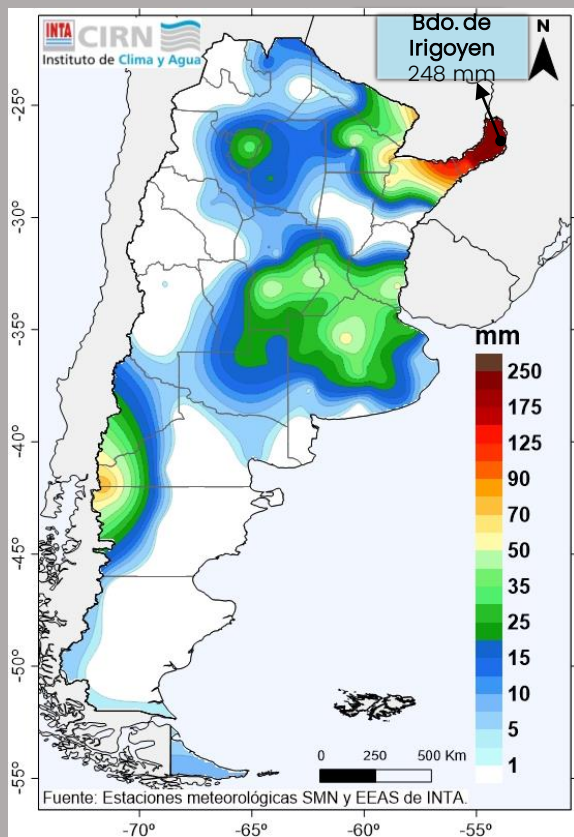 INTA CIRN
Instituto de Clima y Agua
Bdo. de
Irigoyen
248 mm
N
25°
30°
35°
40°
45°
50°
55°
mm
250
175
125
90
70
50
35
25
15
10
5
1
0 250 500 Km
Fuente: Estaciones meteorológicas SMN y EEAS de INTA.
-70° -65° -60° -55°